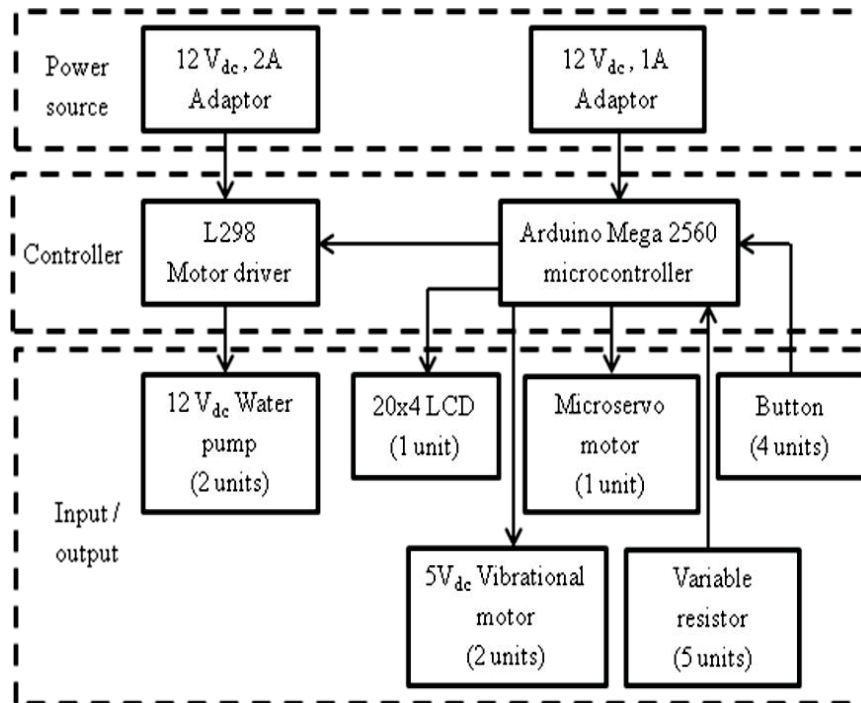 Power
source
12 Vdc, 2A
Adaptor
12 Vdc, 1A
Adaptor
Controller
L298
Motor driver
Arduino Mega 2560
microcontroller
Input /
output
12 Vdc Water
pump
(2 units)
20x4 LCD
(1 unit)
Microservo
motor
(1 unit)
Button
(4 units)
5Vdc Vibrational
motor
(2 units)
Variable
resistor
(5 units)